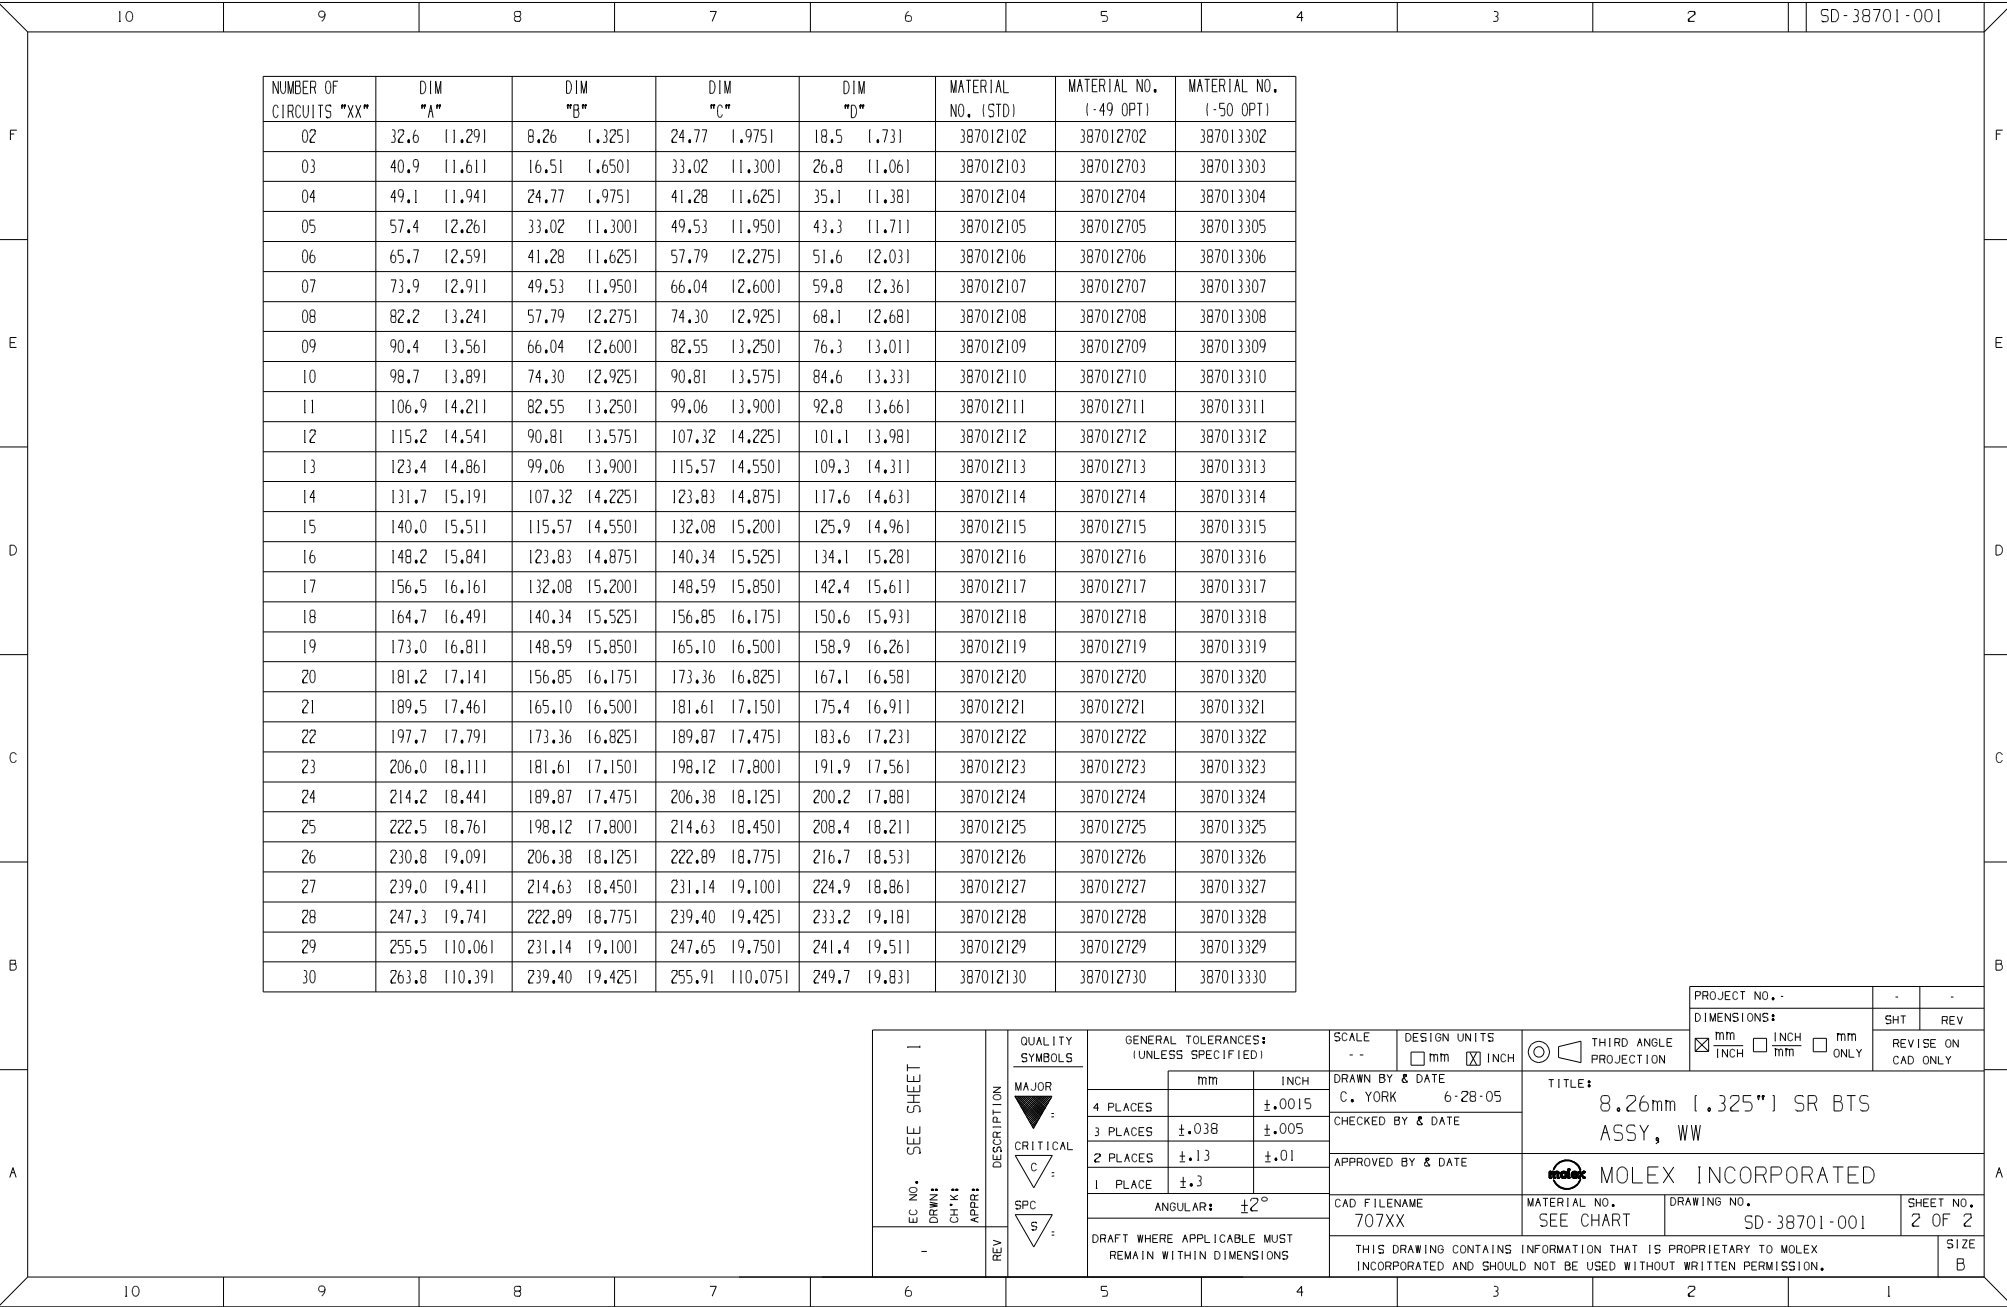 10 9 8 7 6 5 4 3 2 SD-38701-001
NUMBER OF CIRCUITS "XX" DIM "A" DIM "B" DIM "C" DIM "D" MATERIAL NO. (STD) MATERIAL NO. (-49 OPT) MATERIAL NO. (-50 OPT)
02 32.6 [1.29] 8.26 [.325] 24.77 [.975] 18.5 [.73] 387012102 387012702 387013302
F F
03 40.9 [1.61] 16.51 [.650] 33.02 [1.300] 26.8 [1.06] 387012103 387012703 387013303
04 49.1 [1.94] 24.77 [.975] 41.28 [1.625] 35.1 [1.38] 387012104 387012704 387013304
05 57.4 [2.26] 33.02 [1.300] 49.53 [1.950] 43.3 [1.71] 387012105 387012705 387013305
06 65.7 [2.59] 41.28 [1.625] 57.79 [2.275] 51.6 [2.03] 387012106 387012706 387013306
07 73.9 [2.91] 49.53 [1.950] 66.04 [2.600] 59.8 [2.36] 387012107 387012707 387013307
08 82.2 [3.24] 57.79 [2.275] 74.30 [2.925] 68.1 [2.68] 387012108 387012708 387013308
E E
09 90.4 [3.56] 66.04 [2.600] 82.55 [3.250] 76.3 [3.01] 387012109 387012709 387013309
10 98.7 [3.89] 74.30 [2.925] 90.81 [3.575] 84.6 [3.33] 387012110 387012710 387013310
11 106.9 [4.21] 82.55 [3.250] 99.06 [3.900] 92.8 [3.66] 387012111 387012711 387013311
12 115.2 [4.54] 90.81 [3.575] 107.32 [4.225] 101.1 [3.98] 387012112 387012712 387013312
13 123.4 [4.86] 99.06 [3.900] 115.57 [4.550] 109.3 [4.31] 387012113 387012713 387013313
14 131.7 [5.19] 107.32 [4.225] 123.83 [4.875] 117.6 [4.63] 387012114 387012714 387013314
15 140.0 [5.51] 115.57 [4.550] 132.08 [5.200] 125.9 [4.96] 387012115 387012715 387013315
D D
16 148.2 [5.84] 123.83 [4.875] 140.34 [5.525] 134.1 [5.28] 387012116 387012716 387013316
17 156.5 [6.16] 132.08 [5.200] 148.59 [5.850] 142.4 [5.61] 387012117 387012717 387013317
18 164.7 [6.49] 140.34 [5.525] 156.85 [6.175] 150.6 [5.93] 387012118 387012718 387013318
19 173.0 [6.81] 148.59 [5.850] 165.10 [6.500] 158.9 [6.26] 387012119 387012719 387013319
20 181.2 [7.14] 156.85 [6.175] 173.36 [6.825] 167.1 [6.58] 387012120 387012720 387013320
21 189.5 [7.46] 165.10 [6.500] 181.61 [7.150] 175.4 [6.91] 387012121 387012721 387013321
22 197.7 [7.79] 173.36 [6.825] 189.87 [7.475] 183.6 [7.23] 387012122 387012722 387013322
C C
23 206.0 [8.11] 181.61 [7.150] 198.12 [7.800] 191.9 [7.56] 387012123 387012723 387013323
24 214.2 [8.44] 189.87 [7.475] 206.38 [8.125] 200.2 [7.88] 387012124 387012724 387013324
25 222.5 [8.76] 198.12 [7.800] 214.63 [8.450] 208.4 [8.21] 387012125 387012725 387013325
26 230.8 [9.09] 206.38 [8.125] 222.89 [8.775] 216.7 [8.53] 387012126 387012726 387013326
27 239.0 [9.41] 214.63 [8.450] 231.14 [9.100] 224.9 [8.86] 387012127 387012727 387013327
28 247.3 [9.74] 222.89 [8.775] 239.40 [9.425] 233.2 [9.18] 387012128 387012728 387013328
29 255.5 [10.06] 231.14 [9.100] 247.65 [9.750] 241.4 [9.51] 387012129 387012729 387013329
B B
30 263.8 [10.39] 239.40 [9.425] 255.91 [10.075] 249.7 [9.83] 387012130 387012730 387013330
PROJECT NO. - - -
DIMENSIONS: SHT REV
mm/INCH INCH/mm mm ONLY
REVISE ON
CAD ONLY
EC NO. SEE SHEET 1
DRWN:
CH'K:
APPR:
-
DESCRIPTION
REV
QUALITY
SYMBOLS
MAJOR
=
CRITICAL
C =
SPC
S =
GENERAL TOLERANCES:
(UNLESS SPECIFIED)
mm INCH
4 PLACES ±.0015
3 PLACES ±.038 ±.005
2 PLACES ±.13 ±.01
1 PLACE ±.3
ANGULAR: ±2°
DRAFT WHERE APPLICABLE MUST
REMAIN WITHIN DIMENSIONS
SCALE
--
DESIGN UNITS
mm X INCH
THIRD ANGLE
PROJECTION
DRAWN BY & DATE
C. YORK 6-28-05
CHECKED BY & DATE
APPROVED BY & DATE
TITLE:
8.26mm [.325"] SR BTS
ASSY, WW
molex MOLEX INCORPORATED
A A
CAD FILENAME
707XX
MATERIAL NO.
SEE CHART
DRAWING NO.
SD-38701-001
SHEET NO.
2 OF 2
THIS DRAWING CONTAINS INFORMATION THAT IS PROPRIETARY TO MOLEX
INCORPORATED AND SHOULD NOT BE USED WITHOUT WRITTEN PERMISSION.
SIZE
B
10 9 8 7 6 5 4 3 2 1